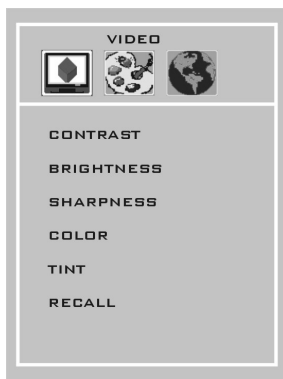 VIDEO
CONTRAST
BRIGHTNESS
SHARPNESS
COLOR
TINT
RECALL